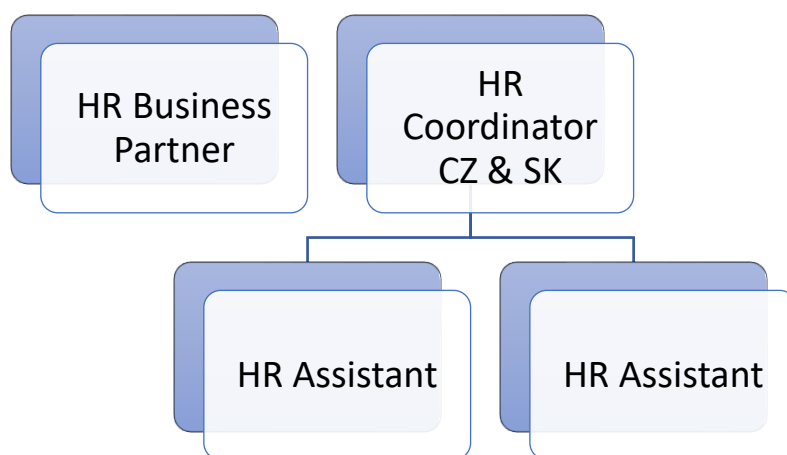 HR Business
Partner
HR
Coordinator
CZ & SK
HR Assistant
HR Assistant